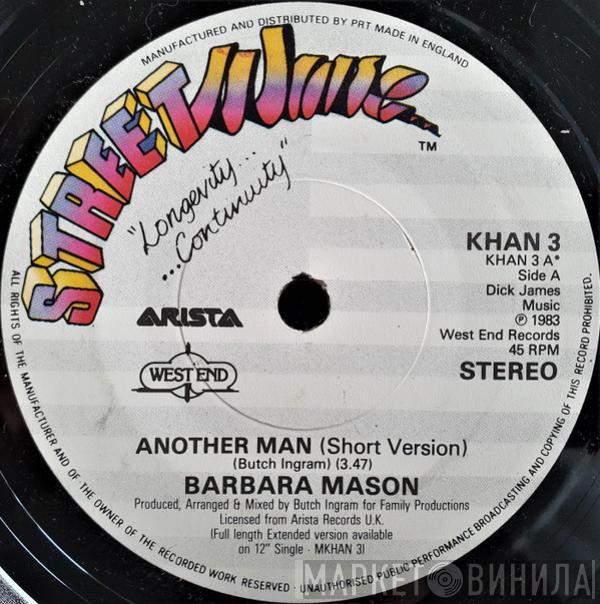 MANUFACTURED AND DISTRIBUTED BY PRT MADE IN ENGLAND
STREET Wave
TM
"Longevity...
...Continuity"
KHAN 3
KHAN 3 A*
Side A
Dick James
Music
℗ 1983
West End Records
45 RPM
STEREO
ARISTA
WEST END
ANOTHER MAN (Short Version)
(Butch Ingram) (3.47)
BARBARA MASON
Produced, Arranged & Mixed by Butch Ingram for Family Productions
Licensed from Arista Records U.K.
(Full length Extended version available
on 12" Single - MKHAN 3)
ALL RIGHTS OF THE MANUFACTURER AND OF THE OWNER OF THE RECORDED WORK RESERVED - UNAUTHORISED PUBLIC PERFORMANCE BROADCASTING AND COPYING OF THIS RECORD PROHIBITED.
МАРКЕТ ВИНИЛА